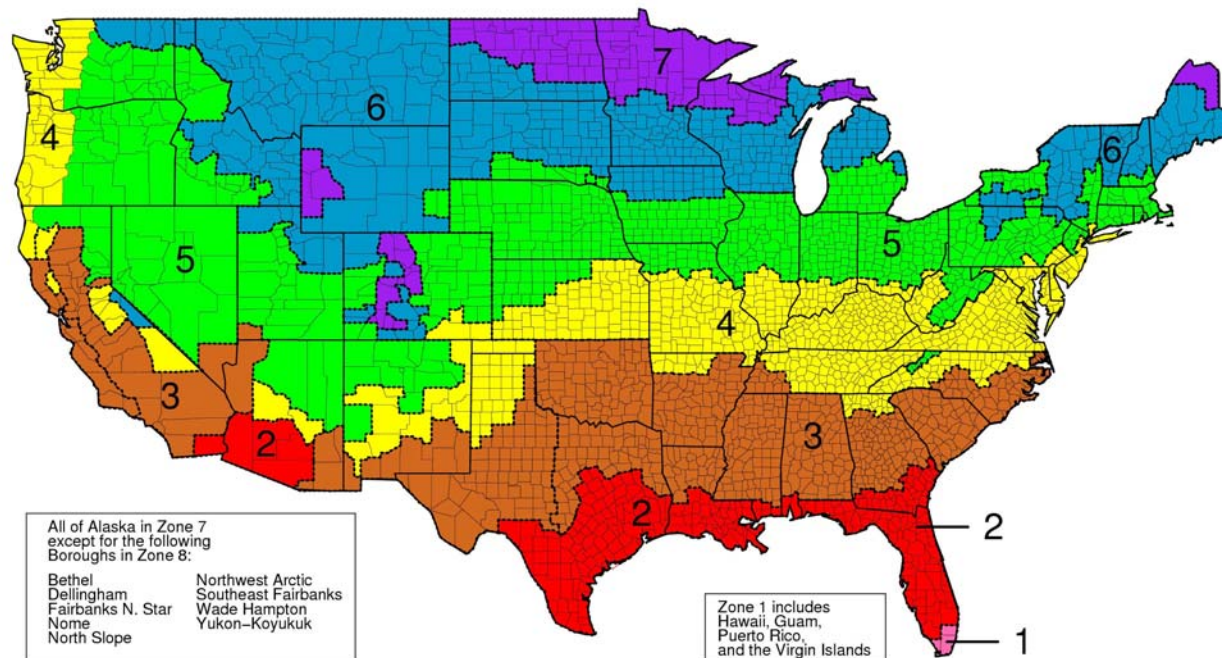 7
6
4
6
5
5
4
3
3
2
2
2
1
All of Alaska in Zone 7
except for the following
Boroughs in Zone 8:
Bethel Northwest Arctic
Dellingham Southeast Fairbanks
Fairbanks N. Star Wade Hampton
Nome Yukon-Koyukuk
North Slope
Zone 1 includes
Hawaii, Guam,
Puerto Rico,
and the Virgin Islands